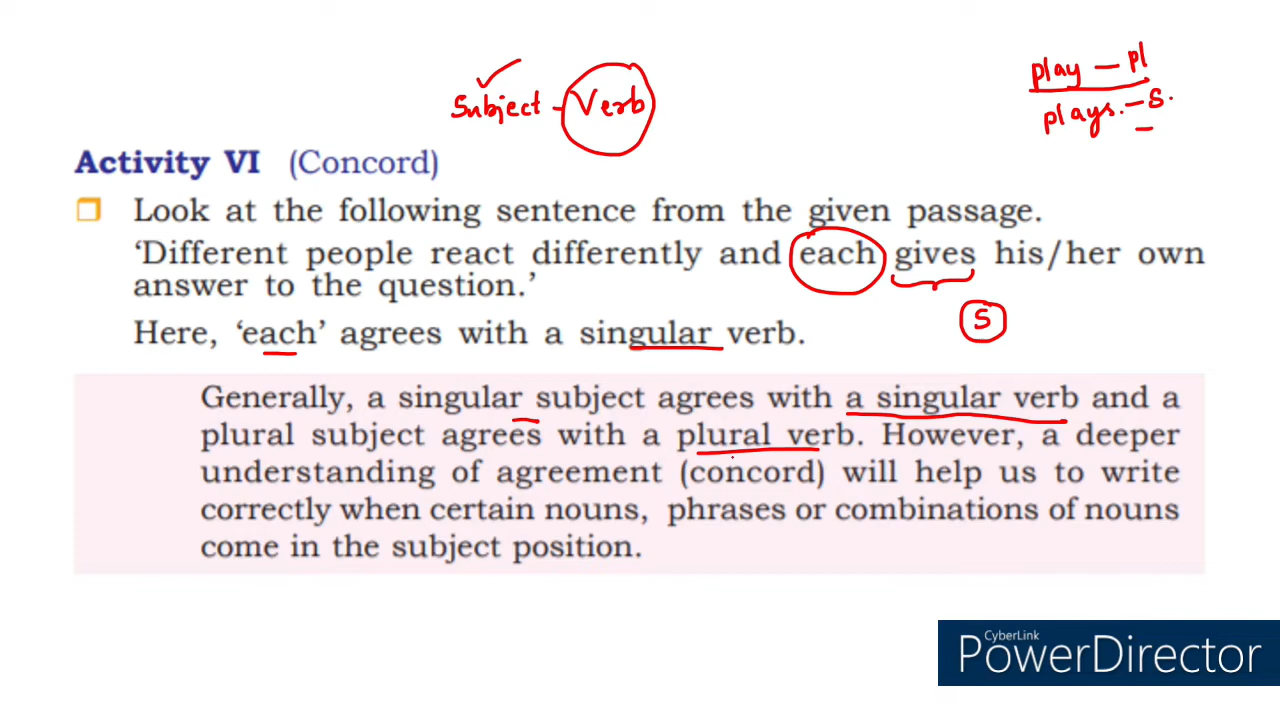 play – pl
Subject – Verb
plays. – S.
Activity VI (Concord)
❒ Look at the following sentence from the given passage.
‘Different people react differently and each gives his/her own
answer to the question.’
S
Here, ‘each’ agrees with a singular verb.
Generally, a singular subject agrees with a singular verb and a
plural subject agrees with a plural verb. However, a deeper
understanding of agreement (concord) will help us to write
correctly when certain nouns, phrases or combinations of nouns
come in the subject position.
CyberLink
PowerDirector